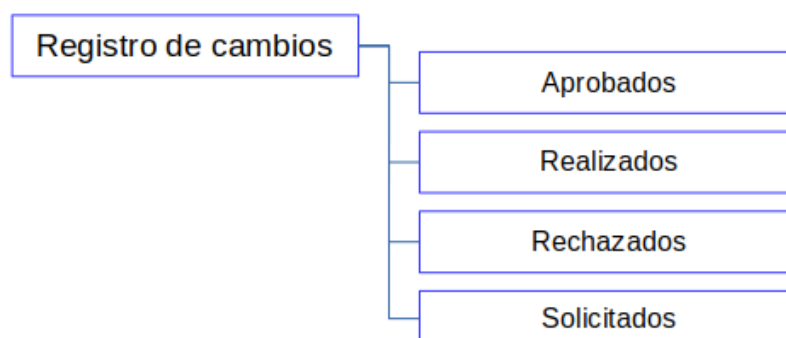 Registro de cambios
Aprobados
Realizados
Rechazados
Solicitados